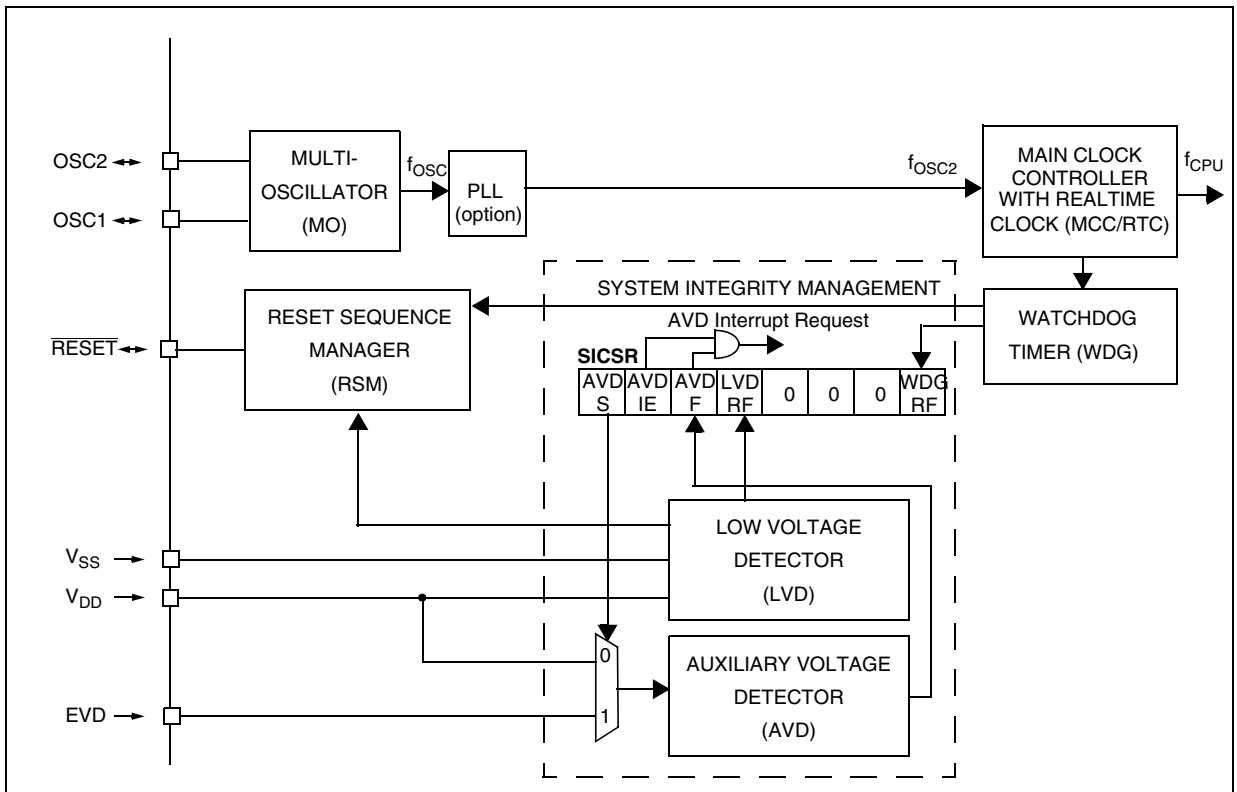 OSC2
OSC1
MULTI-
OSCILLATOR
(MO)
fOSC
PLL
(option)
fOSC2
MAIN CLOCK
CONTROLLER
WITH REALTIME
CLOCK (MCC/RTC)
fCPU
SYSTEM INTEGRITY MANAGEMENT
RESET
RESET SEQUENCE
MANAGER
(RSM)
AVD Interrupt Request
WATCHDOG
TIMER (WDG)
SICSR
AVD S
AVD IE
AVD F
LVD RF
0
0
0
WDG RF
VSS
VDD
LOW VOLTAGE
DETECTOR
(LVD)
EVD
0
1
AUXILIARY VOLTAGE
DETECTOR
(AVD)